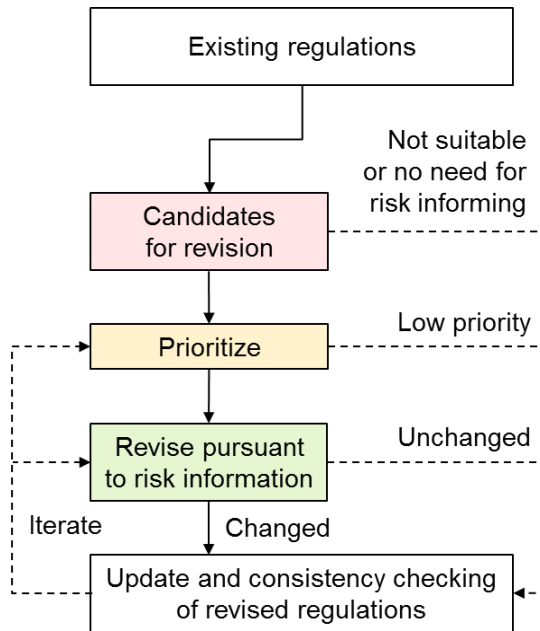 Existing regulations
Not suitable
or no need for
risk informing
Candidates
for revision
Low priority
Prioritize
Unchanged
Revise pursuant
to risk information
Iterate
Changed
Update and consistency checking
of revised regulations